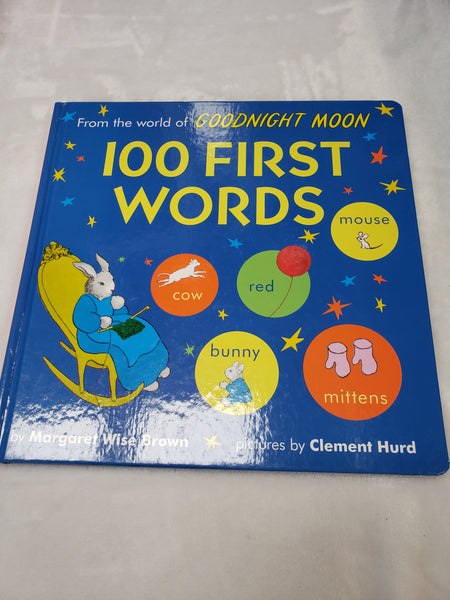 From the world of GOODNIGHT MOON
100 FIRST
WORDS
mouse
cow
red
bunny
mittens
by Margaret Wise Brown
pictures by Clement Hurd